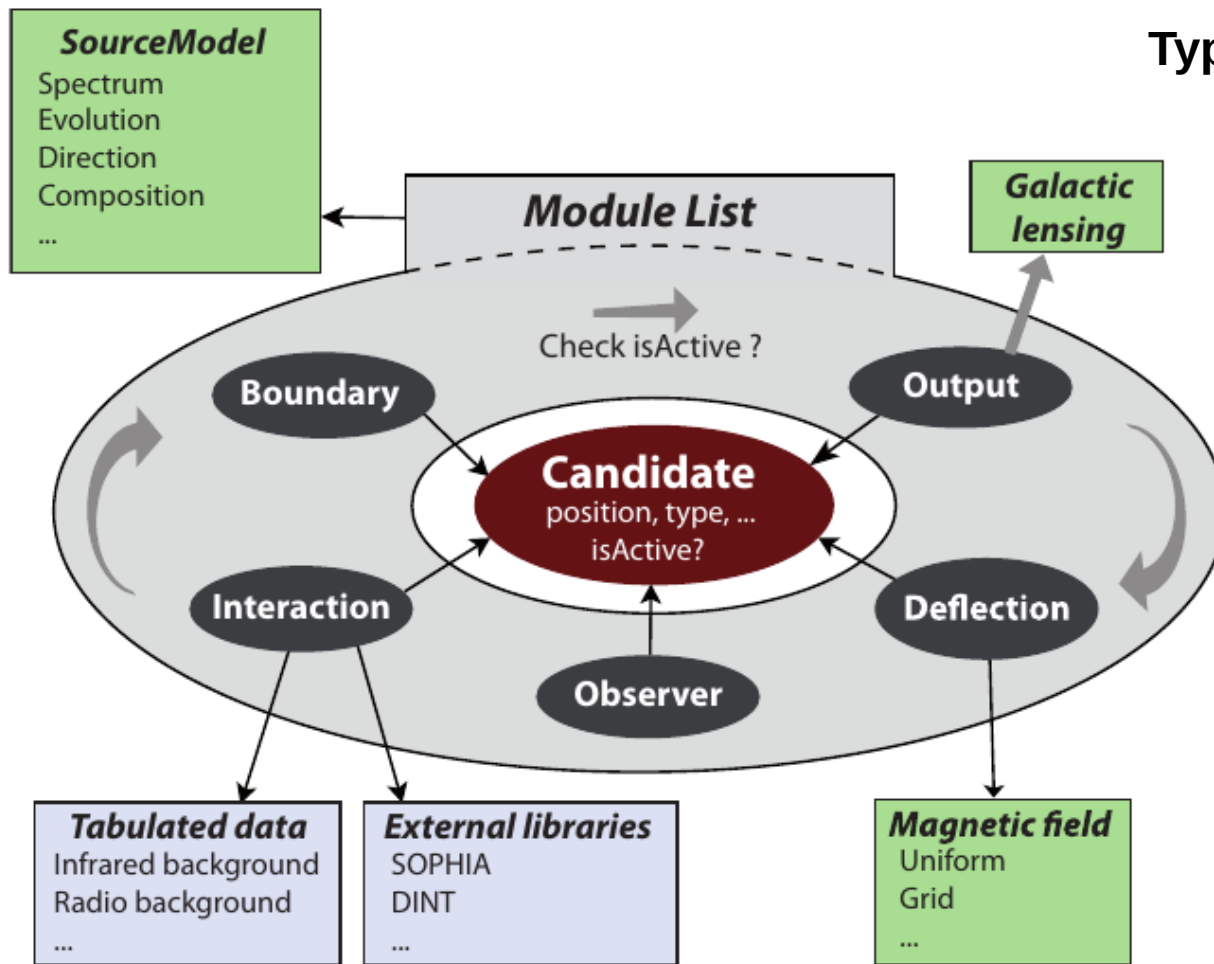 SourceModel
Spectrum
Evolution
Direction
Composition
...
Typ
Module List
Galactic
lensing
Check isActive ?
Boundary
Output
Candidate
position, type, ...
isActive?
Interaction
Deflection
Observer
Tabulated data
Infrared background
Radio background
...
External libraries
SOPHIA
DINT
...
Magnetic field
Uniform
Grid
...